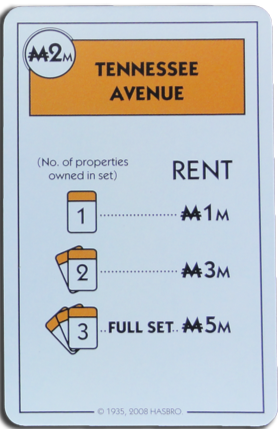 ₩2M
TENNESSEE
AVENUE
(No. of properties
owned in set)
RENT
1 ₩1M
2 ₩3M
3 FULL SET ₩5M
© 1935, 2008 HASBRO